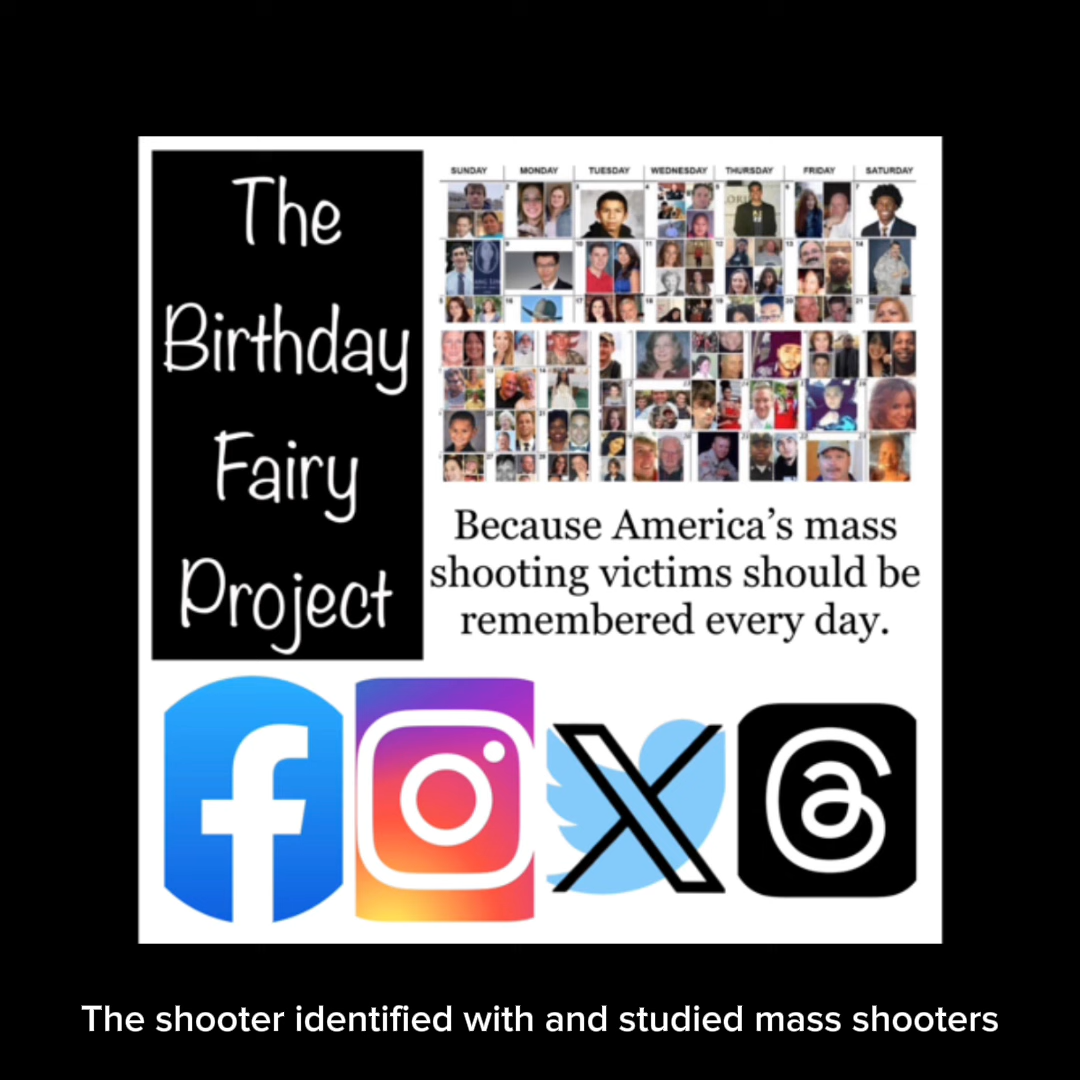 The
Birthday
Fairy
Project
SUNDAY MONDAY TUESDAY WEDNESDAY THURSDAY FRIDAY SATURDAY
Because America’s mass
shooting victims should be
remembered every day.
The shooter identified with and studied mass shooters